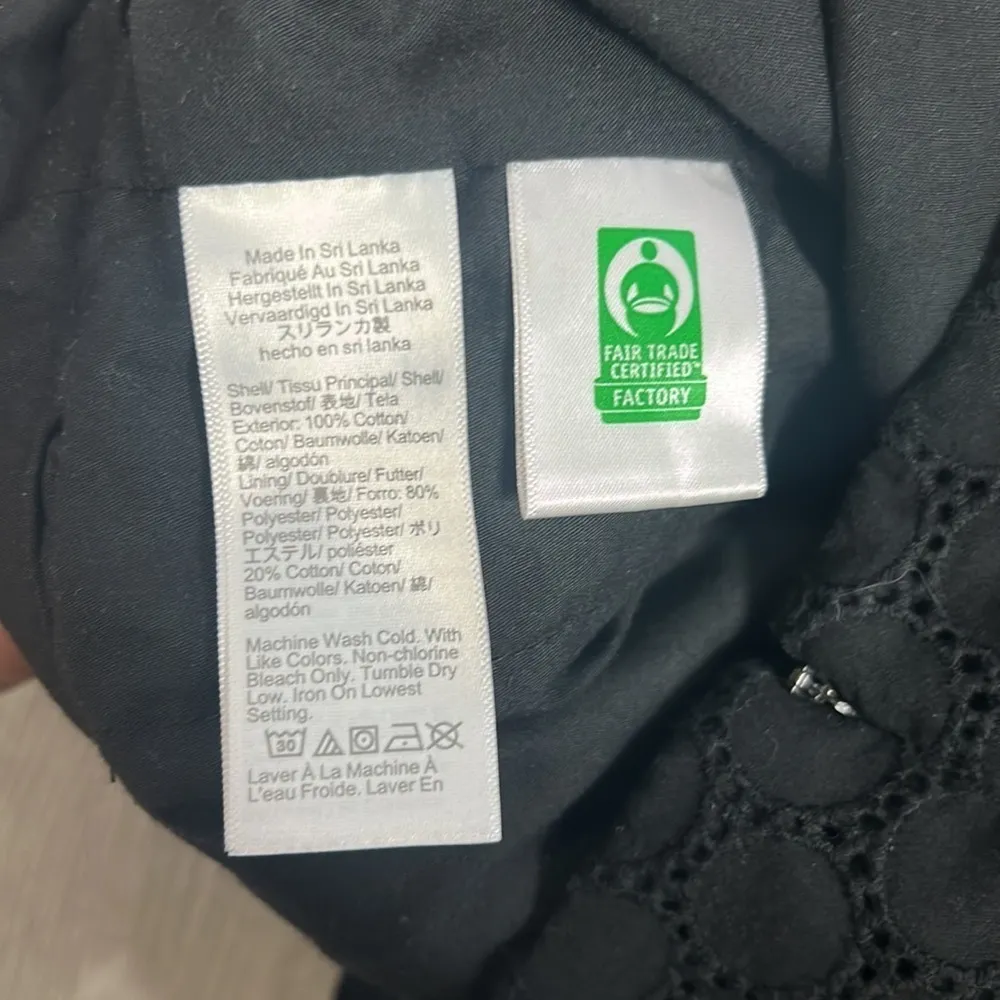 Made In Sri Lanka
Fabriqué Au Sri Lanka
Hergestellt In Sri Lanka
Vervaardigd In Sri Lanka
スリランカ製
hecho en sri lanka
Shell/ Tissu Principal/ Shell/
Bovenstof/ 表地/ Tela
Exterior: 100% Cotton/
Coton/ Baumwolle/ Katoen/
綿/ algodón
Lining/ Doublure/ Futter/
Voering/ 裏地/ Forro: 80%
Polyester/ Polyester/
Polyester/ Polyester/ ポリ
エステル/ poliéster
20% Cotton/ Coton/
Baumwolle/ Katoen/ 綿/
algodón
Machine Wash Cold. With
Like Colors. Non-chlorine
Bleach Only. Tumble Dry
Low. Iron On Lowest
Setting.
30
Laver À La Machine À
L'eau Froide. Laver En
FAIR TRADE
CERTIFIED™
FACTORY